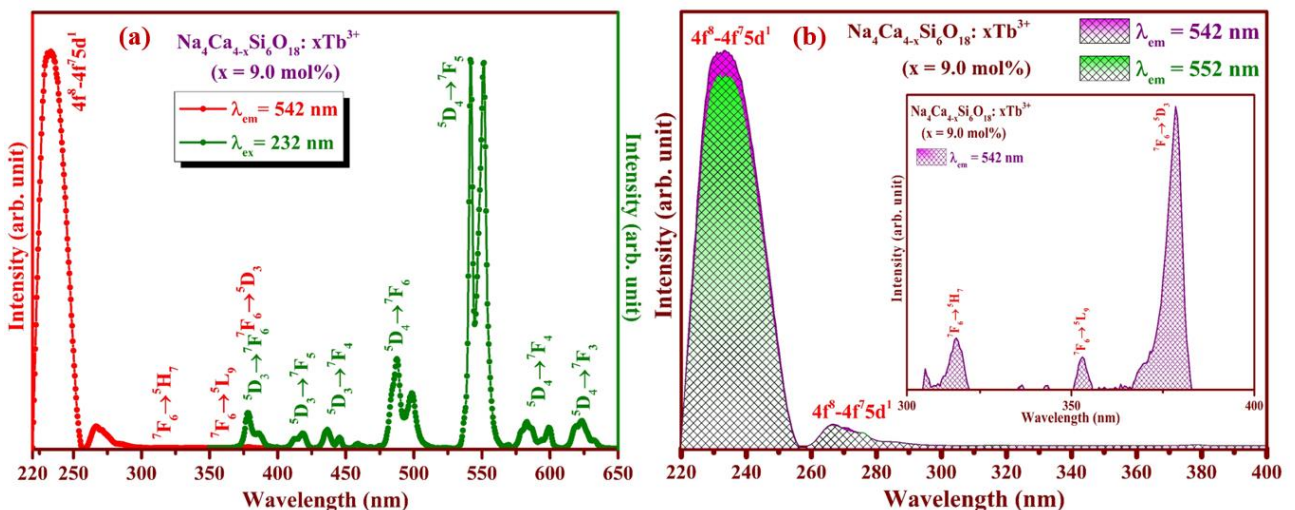 (a)
Na₄Ca₄₋ₓSi₆O₁₈: xTb³⁺
(x = 9.0 mol%)
λem = 542 nm
λex = 232 nm
4f⁸-4f⁷5d¹
⁷F₆→⁵H₇
⁷F₆→⁵L₉
⁵D₃→⁷F₆
⁷F₆→⁵D₃
⁵D₃→⁷F₅
⁵D₃→⁷F₄
⁵D₄→⁷F₆
⁵D₄→⁷F₅
⁵D₄→⁷F₄
⁵D₄→⁷F₃
Intensity (arb. unit)
Intensity (arb. unit)
220 250 300 350 400 450 500 550 600 650
Wavelength (nm)
(b)
4f⁸-4f⁷5d¹
Na₄Ca₄₋ₓSi₆O₁₈: xTb³⁺
(x = 9.0 mol%)
λem = 542 nm
λem = 552 nm
4f⁸-4f⁷5d¹
Intensity (arb. unit)
220 240 260 280 300 320 340 360 380 400
Wavelength (nm)
Na₄Ca₄₋ₓSi₆O₁₈: xTb³⁺
(x = 9.0 mol%)
λem = 542 nm
⁷F₆→⁵H₇
⁷F₆→⁵L₉
⁷F₆→⁵D₃
Intensity (arb. unit)
300 350 400
Wavelength (nm)